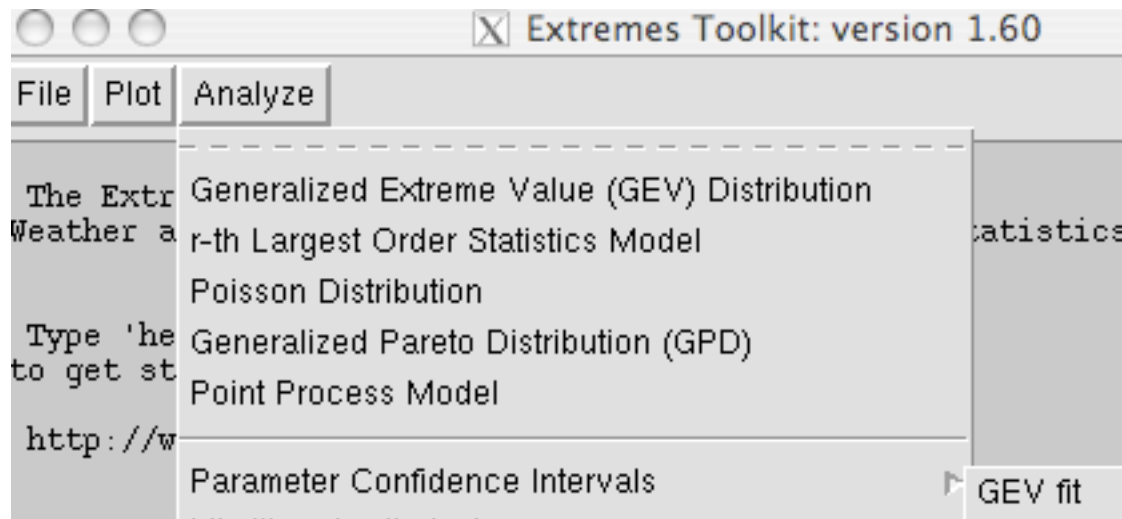 Extremes Toolkit: version 1.60
File Plot Analyze
The Extr
Weather a
Generalized Extreme Value (GEV) Distribution
r-th Largest Order Statistics Model
tatistics
Poisson Distribution
Type 'he
Generalized Pareto Distribution (GPD)
to get st
Point Process Model
http://w
Parameter Confidence Intervals
GEV fit